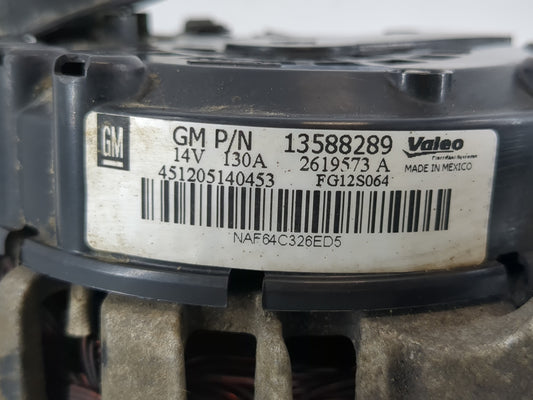 GM GM P/N 13588289 Valeo
14V 130A 2619573 A MADE IN MEXICO
451205140453 FG12S064
NAF64C326ED5